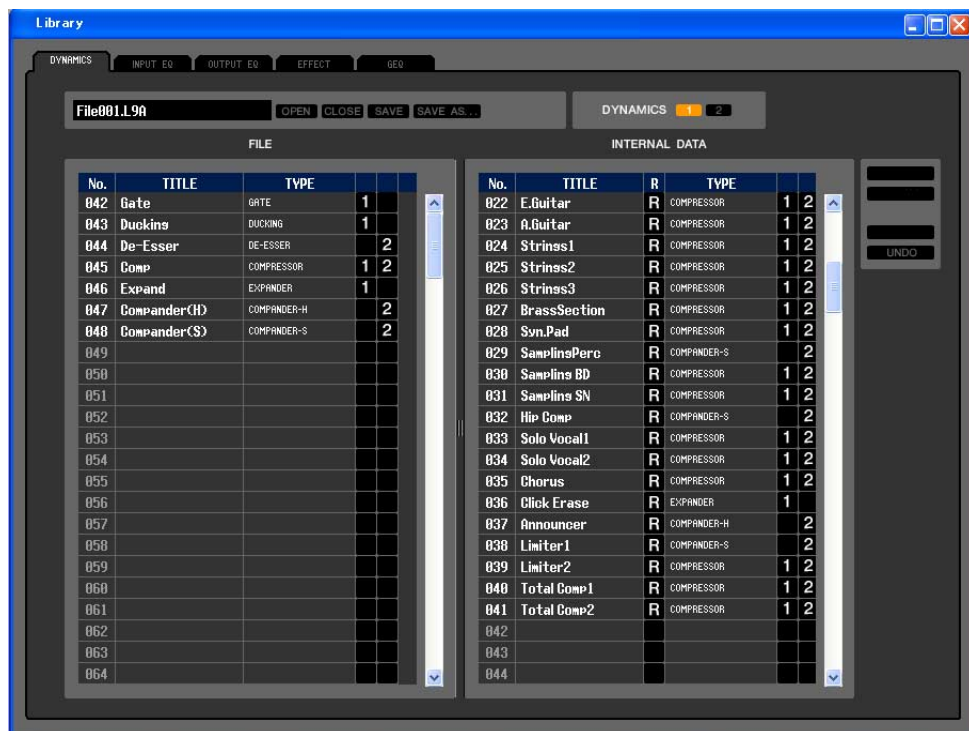 Library
DYNAMICS INPUT EQ OUTPUT EQ EFFECT GEQ
File001.L9A OPEN CLOSE SAVE SAVE AS... DYNAMICS 1 2
FILE
No. TITLE TYPE
042 Gate GATE 1
043 Ducking DUCKING 1
044 De-Esser DE-ESSER 2
045 Comp COMPRESSOR 1 2
046 Expand EXPANDER 1
047 Compander(H) COMPANDER-H 2
048 Compander(S) COMPANDER-S 2
049
050
051
052
053
054
055
056
057
058
059
060
061
062
063
064
INTERNAL DATA
No. TITLE R TYPE
022 E.Guitar R COMPRESSOR 1 2
023 A.Guitar R COMPRESSOR 1 2
024 Strings1 R COMPRESSOR 1 2
025 Strings2 R COMPRESSOR 1 2
026 Strings3 R COMPRESSOR 1 2
027 BrassSection R COMPRESSOR 1 2
028 Syn.Pad R COMPRESSOR 1 2
029 SamplingPerc R COMPANDER-S 2
030 Sampling BD R COMPRESSOR 1 2
031 Sampling SN R COMPRESSOR 1 2
032 Hip Comp R COMPANDER-S 2
033 Solo Vocal1 R COMPRESSOR 1 2
034 Solo Vocal2 R COMPRESSOR 1 2
035 Chorus R COMPRESSOR 1 2
036 Click Erase R EXPANDER 1
037 Announcer R COMPANDER-H 2
038 Limiter1 R COMPANDER-S 2
039 Limiter2 R COMPRESSOR 1 2
040 Total Comp1 R COMPRESSOR 1 2
041 Total Comp2 R COMPRESSOR 1 2
042
043
044
UNDO